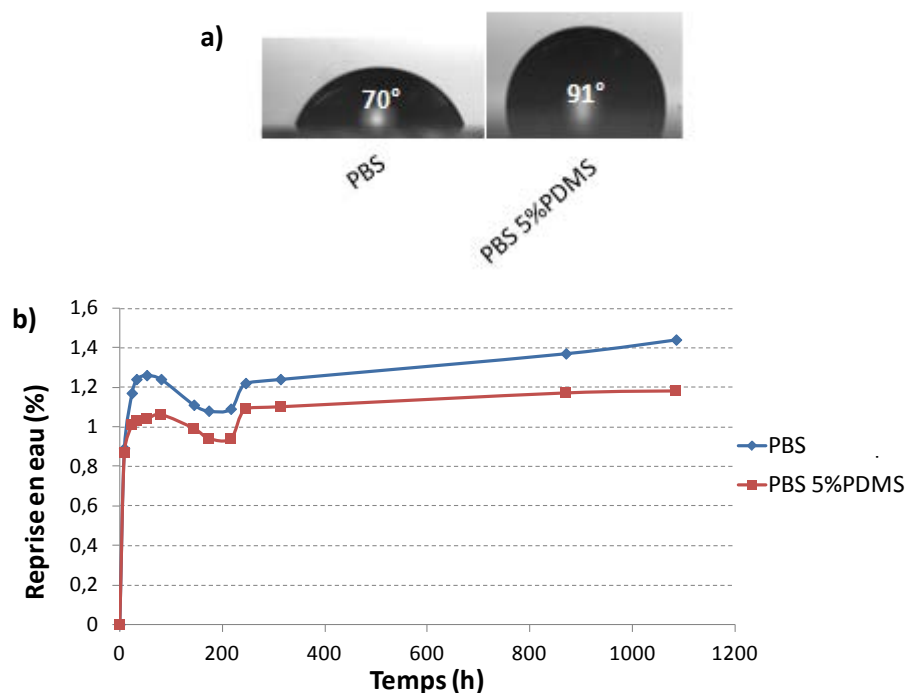 a)
70°
91°
PBS
PBS 5%PDMS
b)
Reprise en eau (%)
1,6
1,4
1,2
1
0,8
0,6
0,4
0,2
0
0 200 400 600 800 1000 1200
Temps (h)
PBS
PBS 5%PDMS